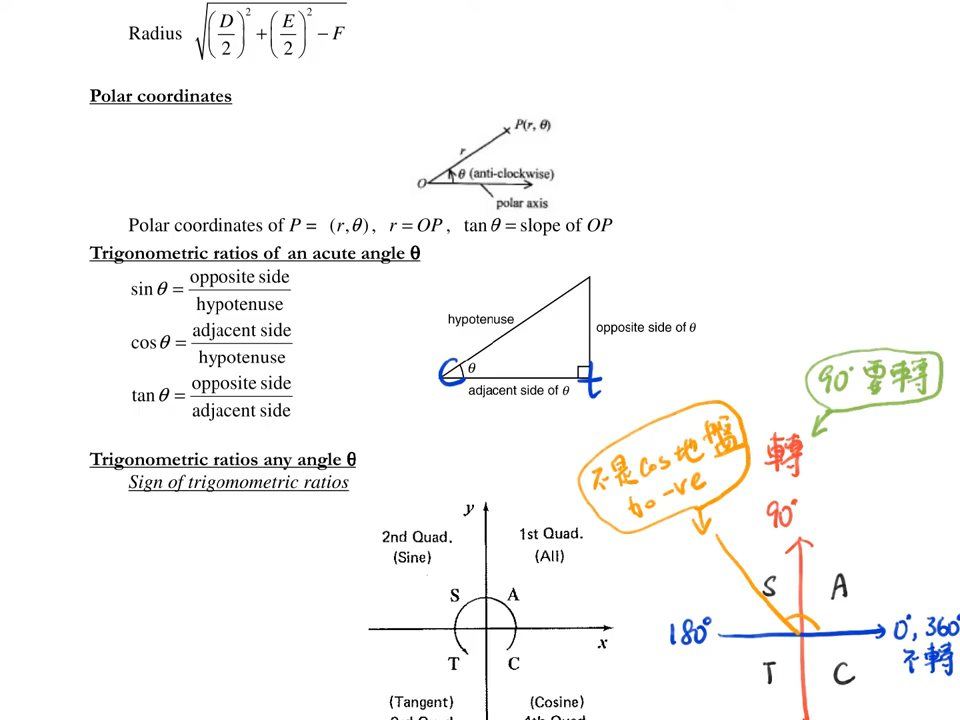 Radius √((D/2)² + (E/2)² − F)
Polar coordinates
P(r, θ)
r
θ (anti-clockwise)
O
polar axis
Polar coordinates of P = (r,θ), r = OP, tan θ = slope of OP
Trigonometric ratios of an acute angle θ
sin θ = opposite side / hypotenuse
cos θ = adjacent side / hypotenuse
tan θ = opposite side / adjacent side
hypotenuse
opposite side of θ
θ
adjacent side of θ
90°要轉
不是cos地盤
to -ve
轉
90°
Trigonometric ratios any angle θ
Sign of trigomometric ratios
y
2nd Quad.
(Sine)
1st Quad.
(All)
S A
x
T C
(Tangent)
(Cosine)
S A
180°
0°, 360°
不轉
T C